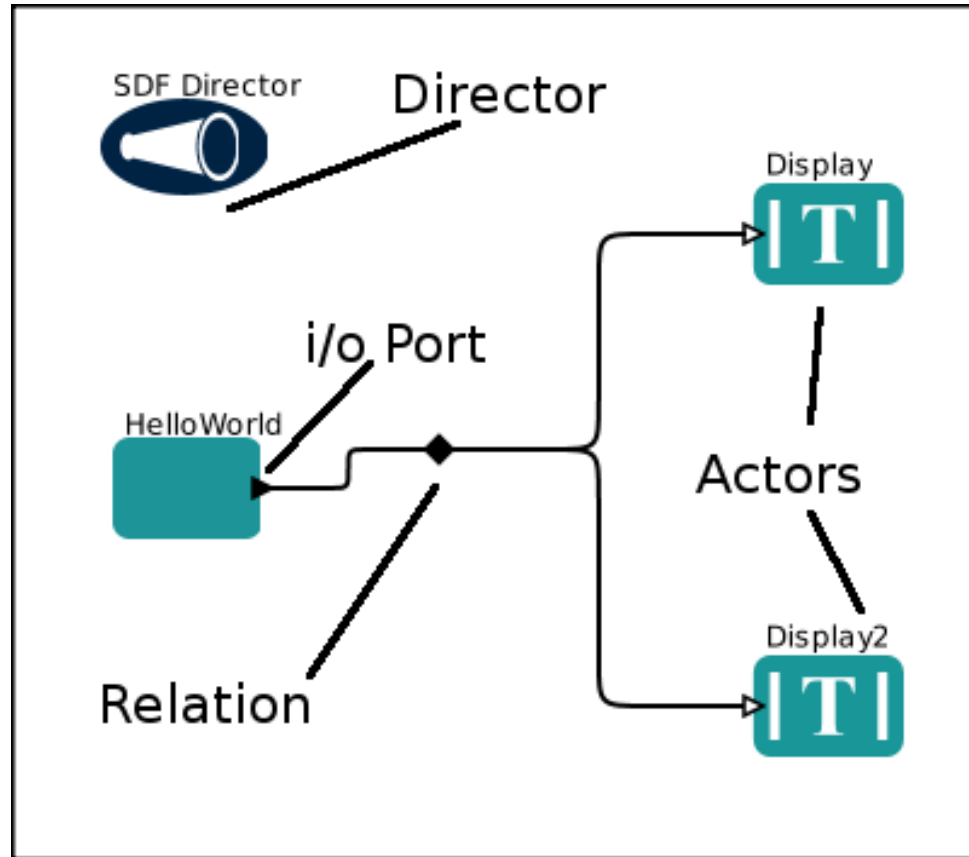 SDF Director
Director
Display
T
i/o Port
HelloWorld
Actors
Relation
Display2
T